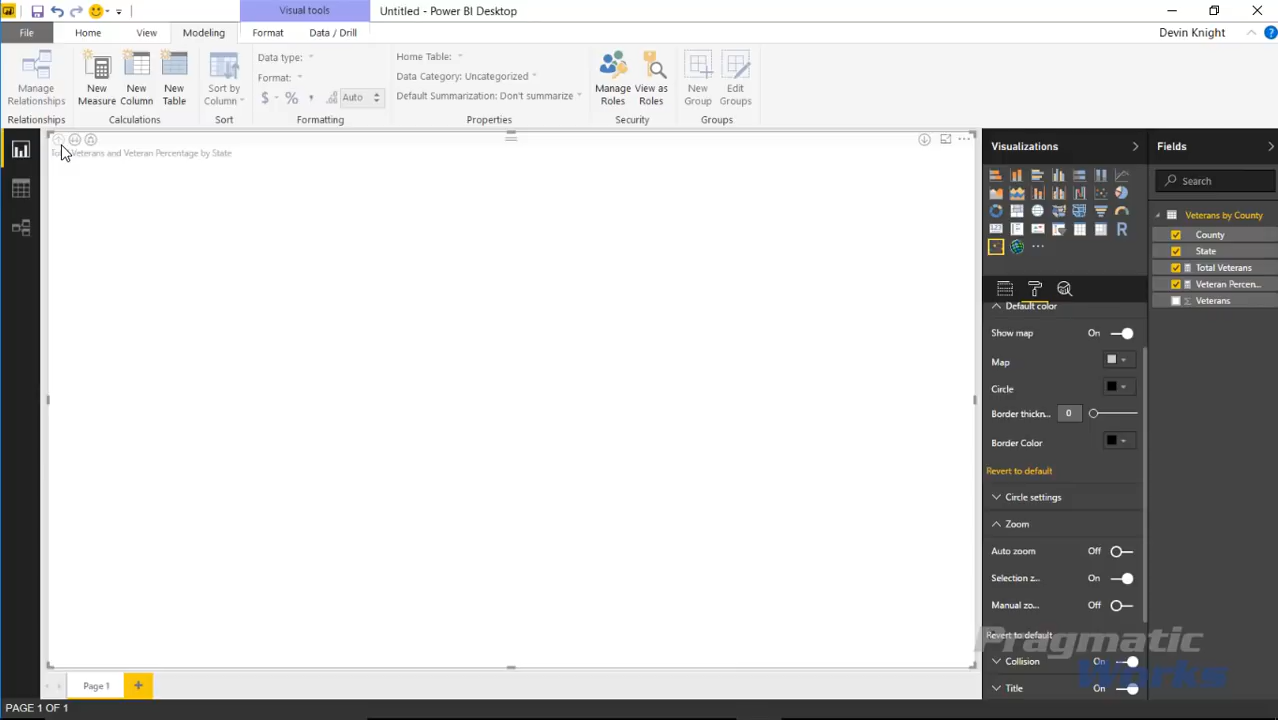 Visual tools
Untitled - Power BI Desktop
File
Home
View
Modeling
Format
Data / Drill
Devin Knight
?
Manage
Relationships
Relationships
New
Measure
New
Column
New
Table
Calculations
Sort by
Column
Sort
Data type:
Format:
$ % , Auto
Formatting
Home Table:
Data Category: Uncategorized
Default Summarization: Don't summarize
Properties
Manage
Roles
View as
Roles
Security
New
Group
Edit
Groups
Groups
Veterans and Veteran Percentage by State
Visualizations
R
Default color
Show map On
Map
Circle
Border thickn... 0
Border Color
Revert to default
Circle settings
Zoom
Auto zoom Off
Selection z... On
Manual zo... Off
Revert to default
Collision On
Title On
Fields
Search
Veterans by County
County
State
Total Veterans
Veteran Percen...
Σ Veterans
Pragmatic
Works
Page 1
+
PAGE 1 OF 1